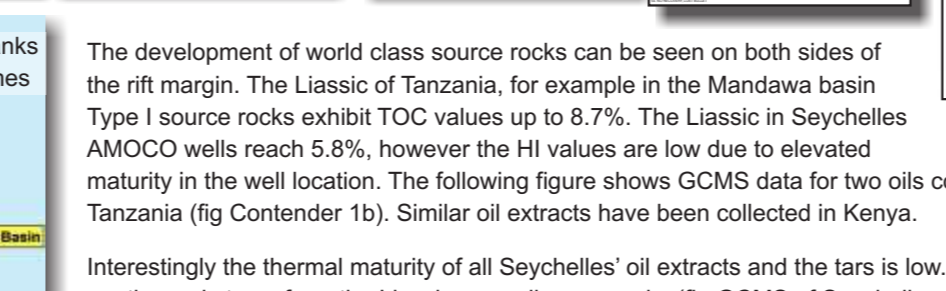 nks
nes
The development of world class source rocks can be seen on both sides of
the rift margin. The Liassic of Tanzania, for example in the Mandawa basin
Type I source rocks exhibit TOC values up to 8.7%. The Liassic in Seychelles
AMOCO wells reach 5.8%, however the HI values are low due to elevated
maturity in the well location. The following figure shows GCMS data for two oils c
Tanzania (fig Contender 1b). Similar oil extracts have been collected in Kenya.
Basin
Interestingly the thermal maturity of all Seychelles' oil extracts and the tars is low.